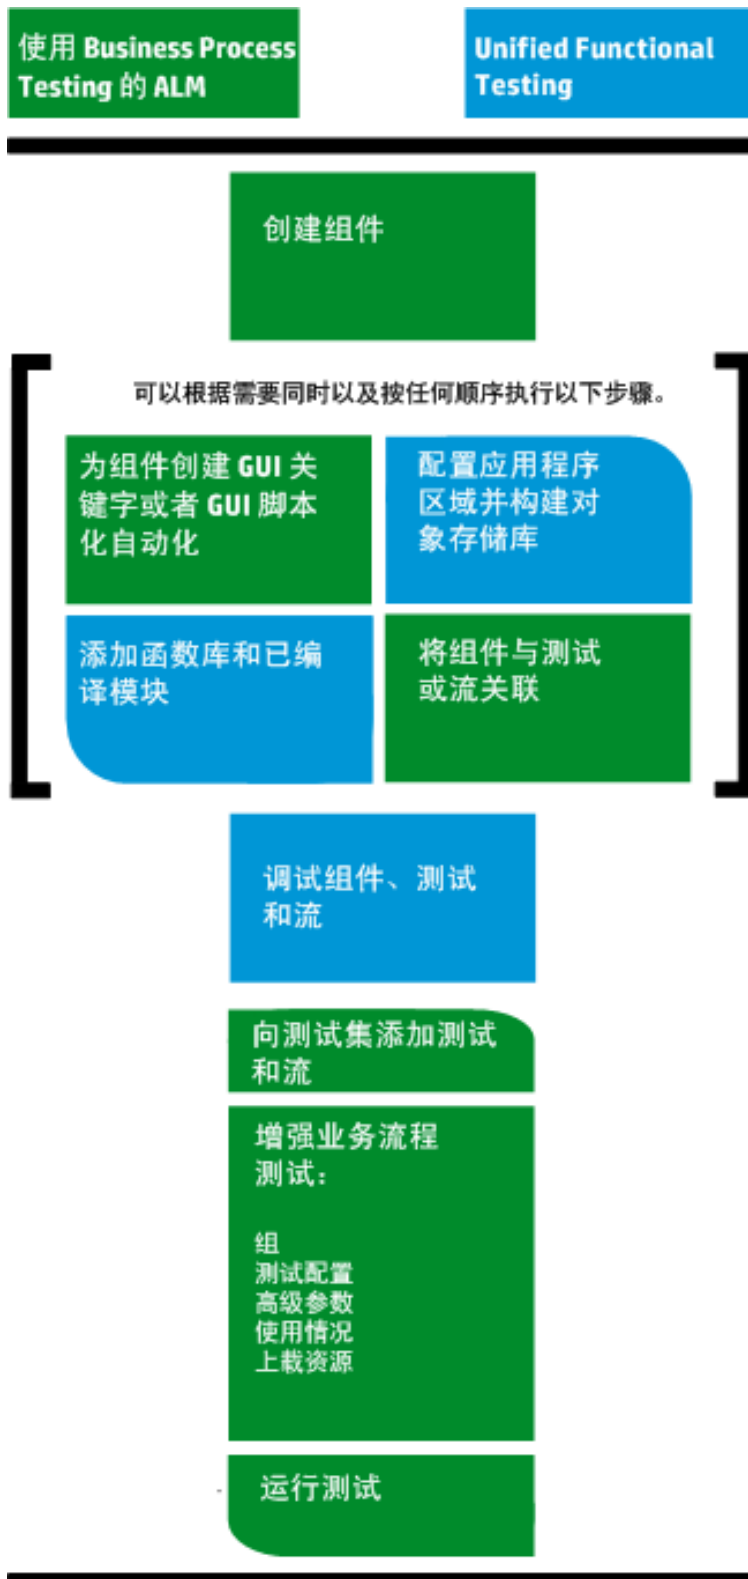 使用 Business Process
Testing 的 ALM
Unified Functional
Testing
创建组件
可以根据需要同时以及按任何顺序执行以下步骤。
为组件创建 GUI 关
键字或者 GUI 脚本
化自动化
配置应用程序
区域并构建对
象存储库
添加函数库和已编
译模块
将组件与测试
或流关联
调试组件、测试
和流
向测试集添加测试
和流
增强业务流程
测试：
组
测试配置
高级参数
使用情况
上载资源
运行测试